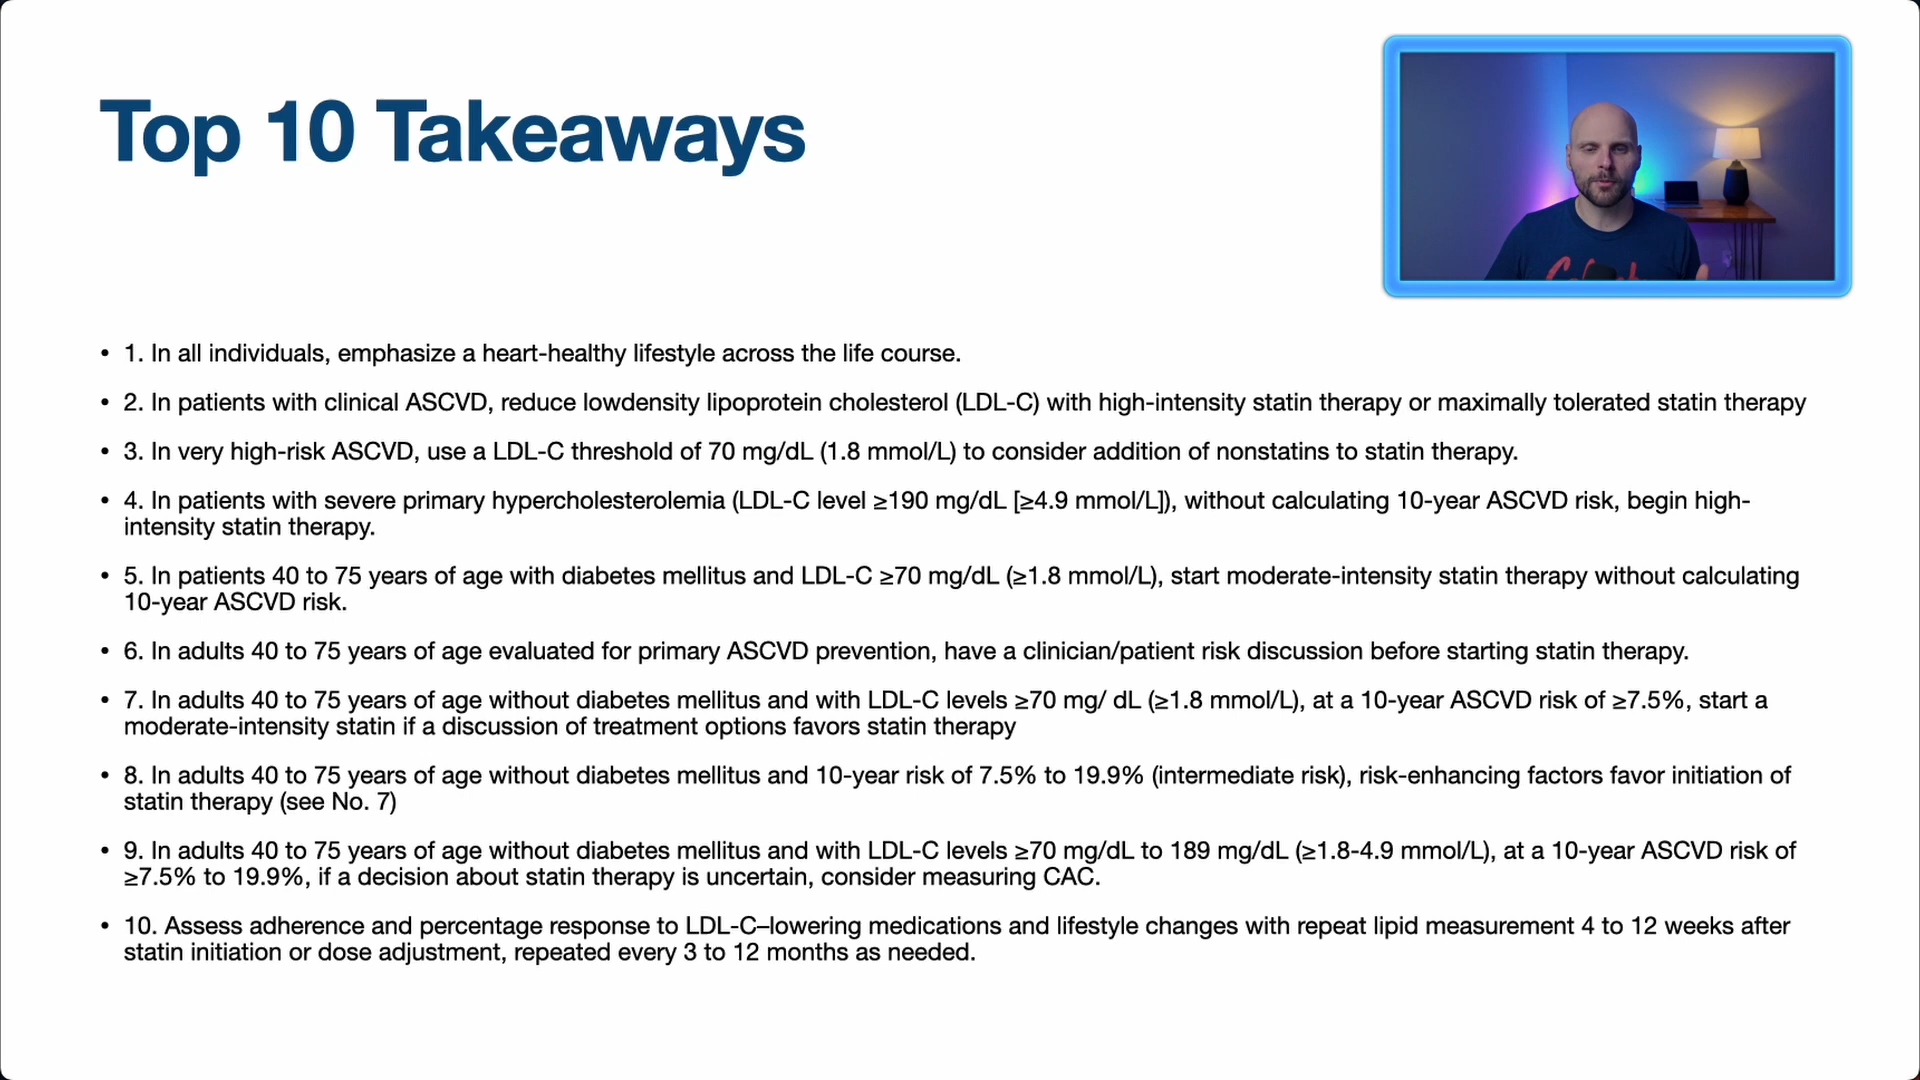 Top 10 Takeaways
• 1. In all individuals, emphasize a heart-healthy lifestyle across the life course.
• 2. In patients with clinical ASCVD, reduce lowdensity lipoprotein cholesterol (LDL-C) with high-intensity statin therapy or maximally tolerated statin therapy
• 3. In very high-risk ASCVD, use a LDL-C threshold of 70 mg/dL (1.8 mmol/L) to consider addition of nonstatins to statin therapy.
• 4. In patients with severe primary hypercholesterolemia (LDL-C level ≥190 mg/dL [≥4.9 mmol/L]), without calculating 10-year ASCVD risk, begin high-
intensity statin therapy.
• 5. In patients 40 to 75 years of age with diabetes mellitus and LDL-C ≥70 mg/dL (≥1.8 mmol/L), start moderate-intensity statin therapy without calculating
10-year ASCVD risk.
• 6. In adults 40 to 75 years of age evaluated for primary ASCVD prevention, have a clinician/patient risk discussion before starting statin therapy.
• 7. In adults 40 to 75 years of age without diabetes mellitus and with LDL-C levels ≥70 mg/ dL (≥1.8 mmol/L), at a 10-year ASCVD risk of ≥7.5%, start a
moderate-intensity statin if a discussion of treatment options favors statin therapy
• 8. In adults 40 to 75 years of age without diabetes mellitus and 10-year risk of 7.5% to 19.9% (intermediate risk), risk-enhancing factors favor initiation of
statin therapy (see No. 7)
• 9. In adults 40 to 75 years of age without diabetes mellitus and with LDL-C levels ≥70 mg/dL to 189 mg/dL (≥1.8-4.9 mmol/L), at a 10-year ASCVD risk of
≥7.5% to 19.9%, if a decision about statin therapy is uncertain, consider measuring CAC.
• 10. Assess adherence and percentage response to LDL-C–lowering medications and lifestyle changes with repeat lipid measurement 4 to 12 weeks after
statin initiation or dose adjustment, repeated every 3 to 12 months as needed.